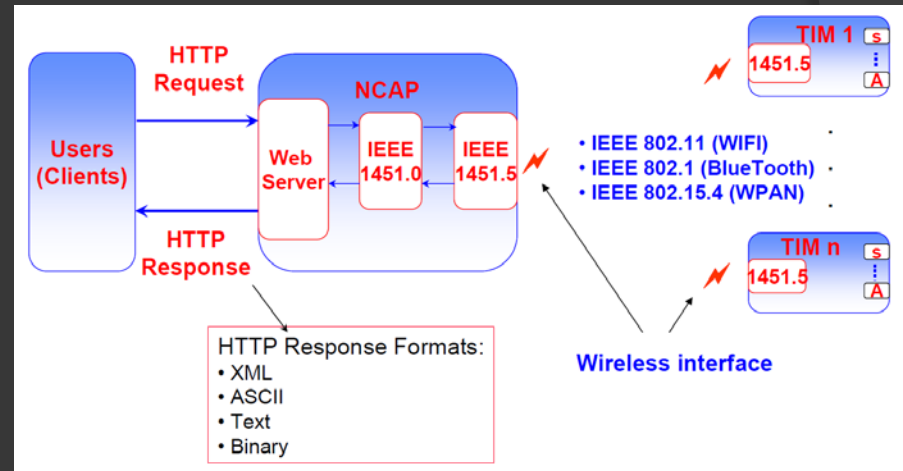 HTTP
Request
Users
(Clients)
HTTP
Response
NCAP
Web
Server
IEEE
1451.0
IEEE
1451.5
• IEEE 802.11 (WIFI)
• IEEE 802.1 (BlueTooth)
• IEEE 802.15.4 (WPAN)
TIM 1
1451.5
s
A
TIM n
1451.5
s
A
Wireless interface
HTTP Response Formats:
• XML
• ASCII
• Text
• Binary